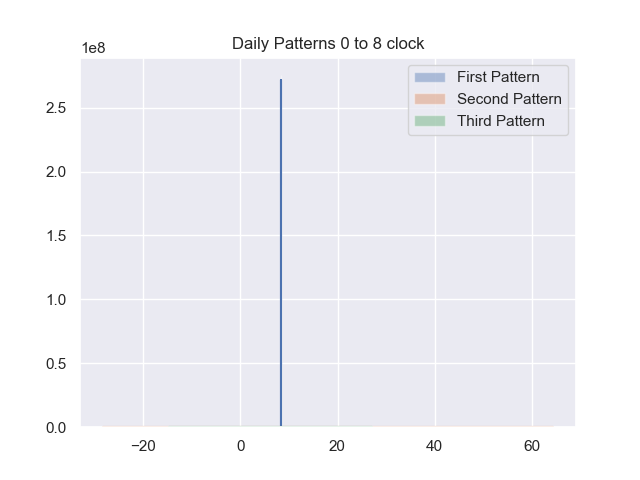 Daily Patterns 0 to 8 clock
1e8
First Pattern
Second Pattern
Third Pattern
2.5
2.0
1.5
1.0
0.5
0.0
−20
0
20
40
60